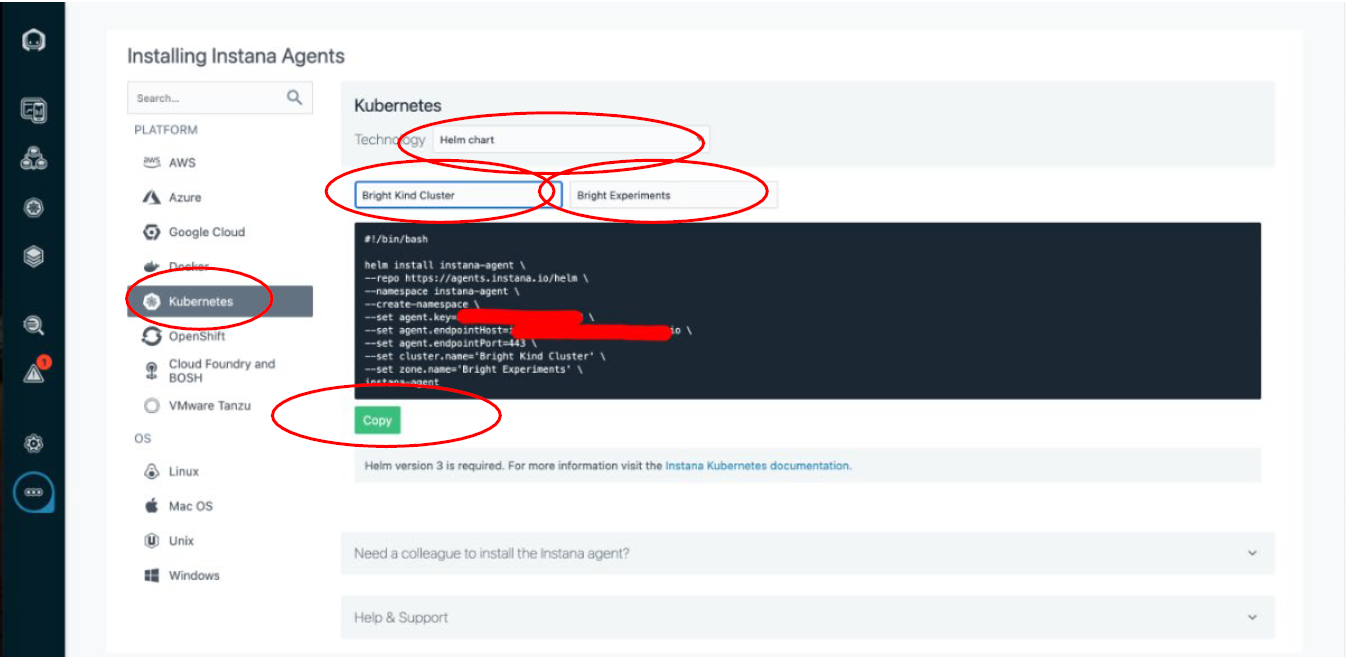 Installing Instana Agents
Search...
PLATFORM
aws AWS
Azure
Google Cloud
Docker
Kubernetes
OpenShift
Cloud Foundry and
BOSH
VMware Tanzu
OS
Linux
Mac OS
Unix
Windows
Kubernetes
Technology Helm chart
Bright Kind Cluster Bright Experiments
#!/bin/bash
helm install instana-agent \
--repo https://agents.instana.io/helm \
--namespace instana-agent \
--create-namespace \
--set agent.key= \
--set agent.endpointHost= io \
--set agent.endpointPort=443 \
--set cluster.name='Bright Kind Cluster' \
--set zone.name='Bright Experiments' \
instana-agent
Copy
Helm version 3 is required. For more information visit the Instana Kubernetes documentation.
Need a colleague to install the Instana agent?
Help & Support
1